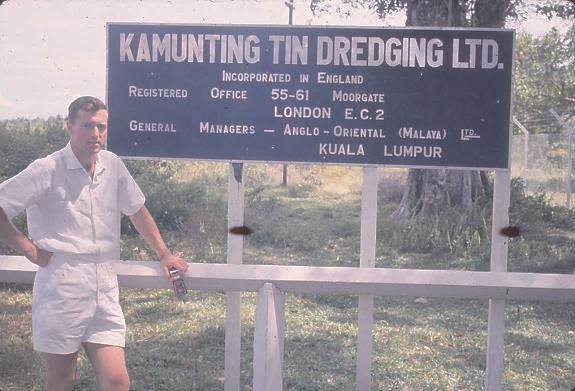 KAMUNTING TIN DREDGING LTD.
INCORPORATED IN ENGLAND
REGISTERED OFFICE 55-61 MOORGATE
LONDON E.C.2
GENERAL MANAGERS — ANGLO-ORIENTAL (MALAYA) LTD.
KUALA LUMPUR